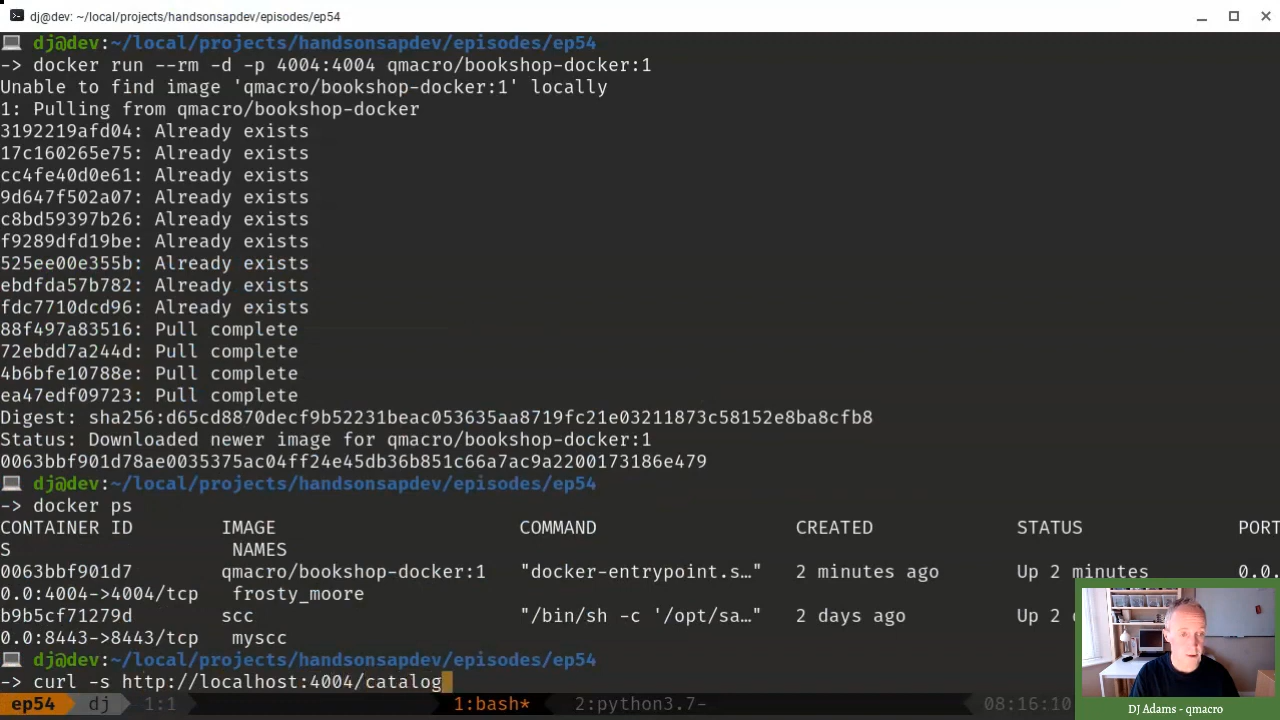 dj@dev: ~/local/projects/handsonsapdev/episodes/ep54
dj@dev:~/local/projects/handsonsapdev/episodes/ep54
-> docker run --rm -d -p 4004:4004 qmacro/bookshop-docker:1
Unable to find image 'qmacro/bookshop-docker:1' locally
1: Pulling from qmacro/bookshop-docker
3192219afd04: Already exists
17c160265e75: Already exists
cc4fe40d0e61: Already exists
9d647f502a07: Already exists
c8bd59397b26: Already exists
f9289dfd19be: Already exists
525ee00e355b: Already exists
ebdfda57b782: Already exists
fdc7710dcd96: Already exists
88f497a83516: Pull complete
72ebdd7a244d: Pull complete
4b6bfe10788e: Pull complete
ea47edf09723: Pull complete
Digest: sha256:d65cd8870decf9b52231beac053635aa8719fc21e03211873c58152e8ba8cfb8
Status: Downloaded newer image for qmacro/bookshop-docker:1
0063bbf901d78ae0035375ac04ff24e45db36b851c66a7ac9a2200173186e479
dj@dev:~/local/projects/handsonsapdev/episodes/ep54
-> docker ps
CONTAINER ID IMAGE COMMAND CREATED STATUS PORT
S NAMES
0063bbf901d7 qmacro/bookshop-docker:1 "docker-entrypoint.s…" 2 minutes ago Up 2 minutes 0.0.
0.0:4004->4004/tcp frosty_moore
b9b5cf71279d scc "/bin/sh -c '/opt/sa…" 2 days ago Up 2
0.0:8443->8443/tcp myscc
dj@dev:~/local/projects/handsonsapdev/episodes/ep54
-> curl -s http://localhost:4004/catalog
ep54 dj 1:1 1:bash* 2:python3.7- 08:16:10
DJ Adams - qmacro